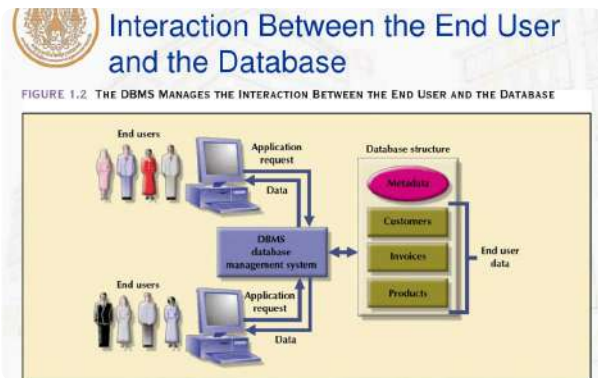 Interaction Between the End User
and the Database
FIGURE 1.2 THE DBMS MANAGES THE INTERACTION BETWEEN THE END USER AND THE DATABASE
End users
Application
request
Data
Database structure
Metadata
Customers
Invoices
Products
End user
data
DBMS
database
management system
End users
Application
request
Data